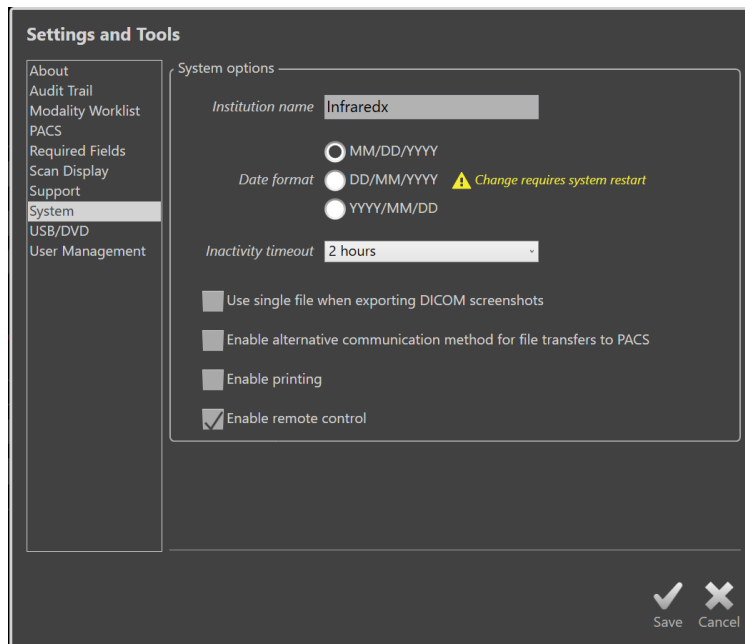 Settings and Tools
About
Audit Trail
Modality Worklist
PACS
Required Fields
Scan Display
Support
System
USB/DVD
User Management
System options
Institution name Infraredx
MM/DD/YYYY
Date format DD/MM/YYYY Change requires system restart
YYYY/MM/DD
Inactivity timeout 2 hours
Use single file when exporting DICOM screenshots
Enable alternative communication method for file transfers to PACS
Enable printing
Enable remote control
Save Cancel